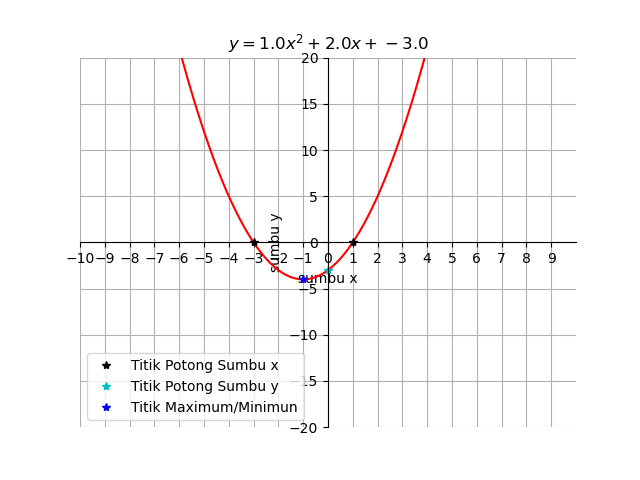 y = 1.0x² + 2.0x + −3.0
20
15
10
5
0
−5
−10
−15
−20
sumbu y
−10 −9 −8 −7 −6 −5 −4 −3 −2 −1 0 1 2 3 4 5 6 7 8 9
sumbu x
Titik Potong Sumbu x
Titik Potong Sumbu y
Titik Maximum/Minimun